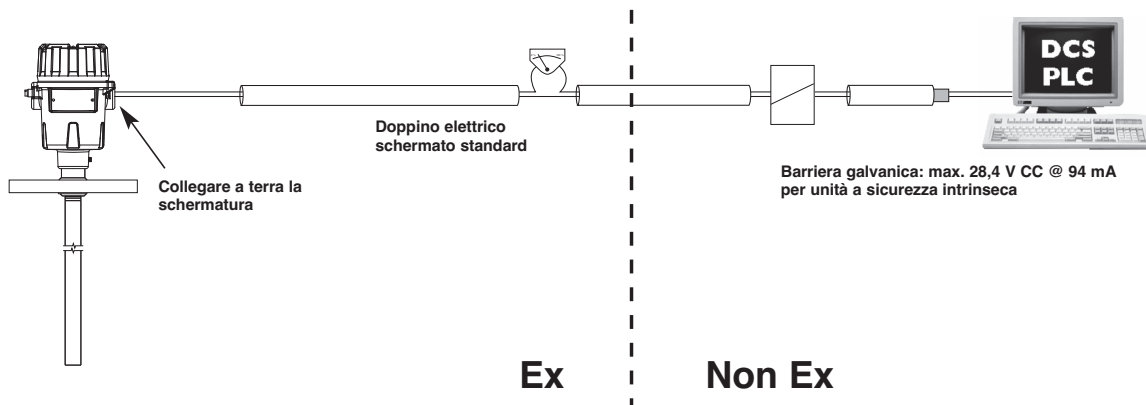 DCS
PLC
Doppino elettrico
schermato standard
Collegare a terra la
schermatura
Barriera galvanica: max. 28,4 V CC @ 94 mA
per unità a sicurezza intrinseca
Ex
Non Ex